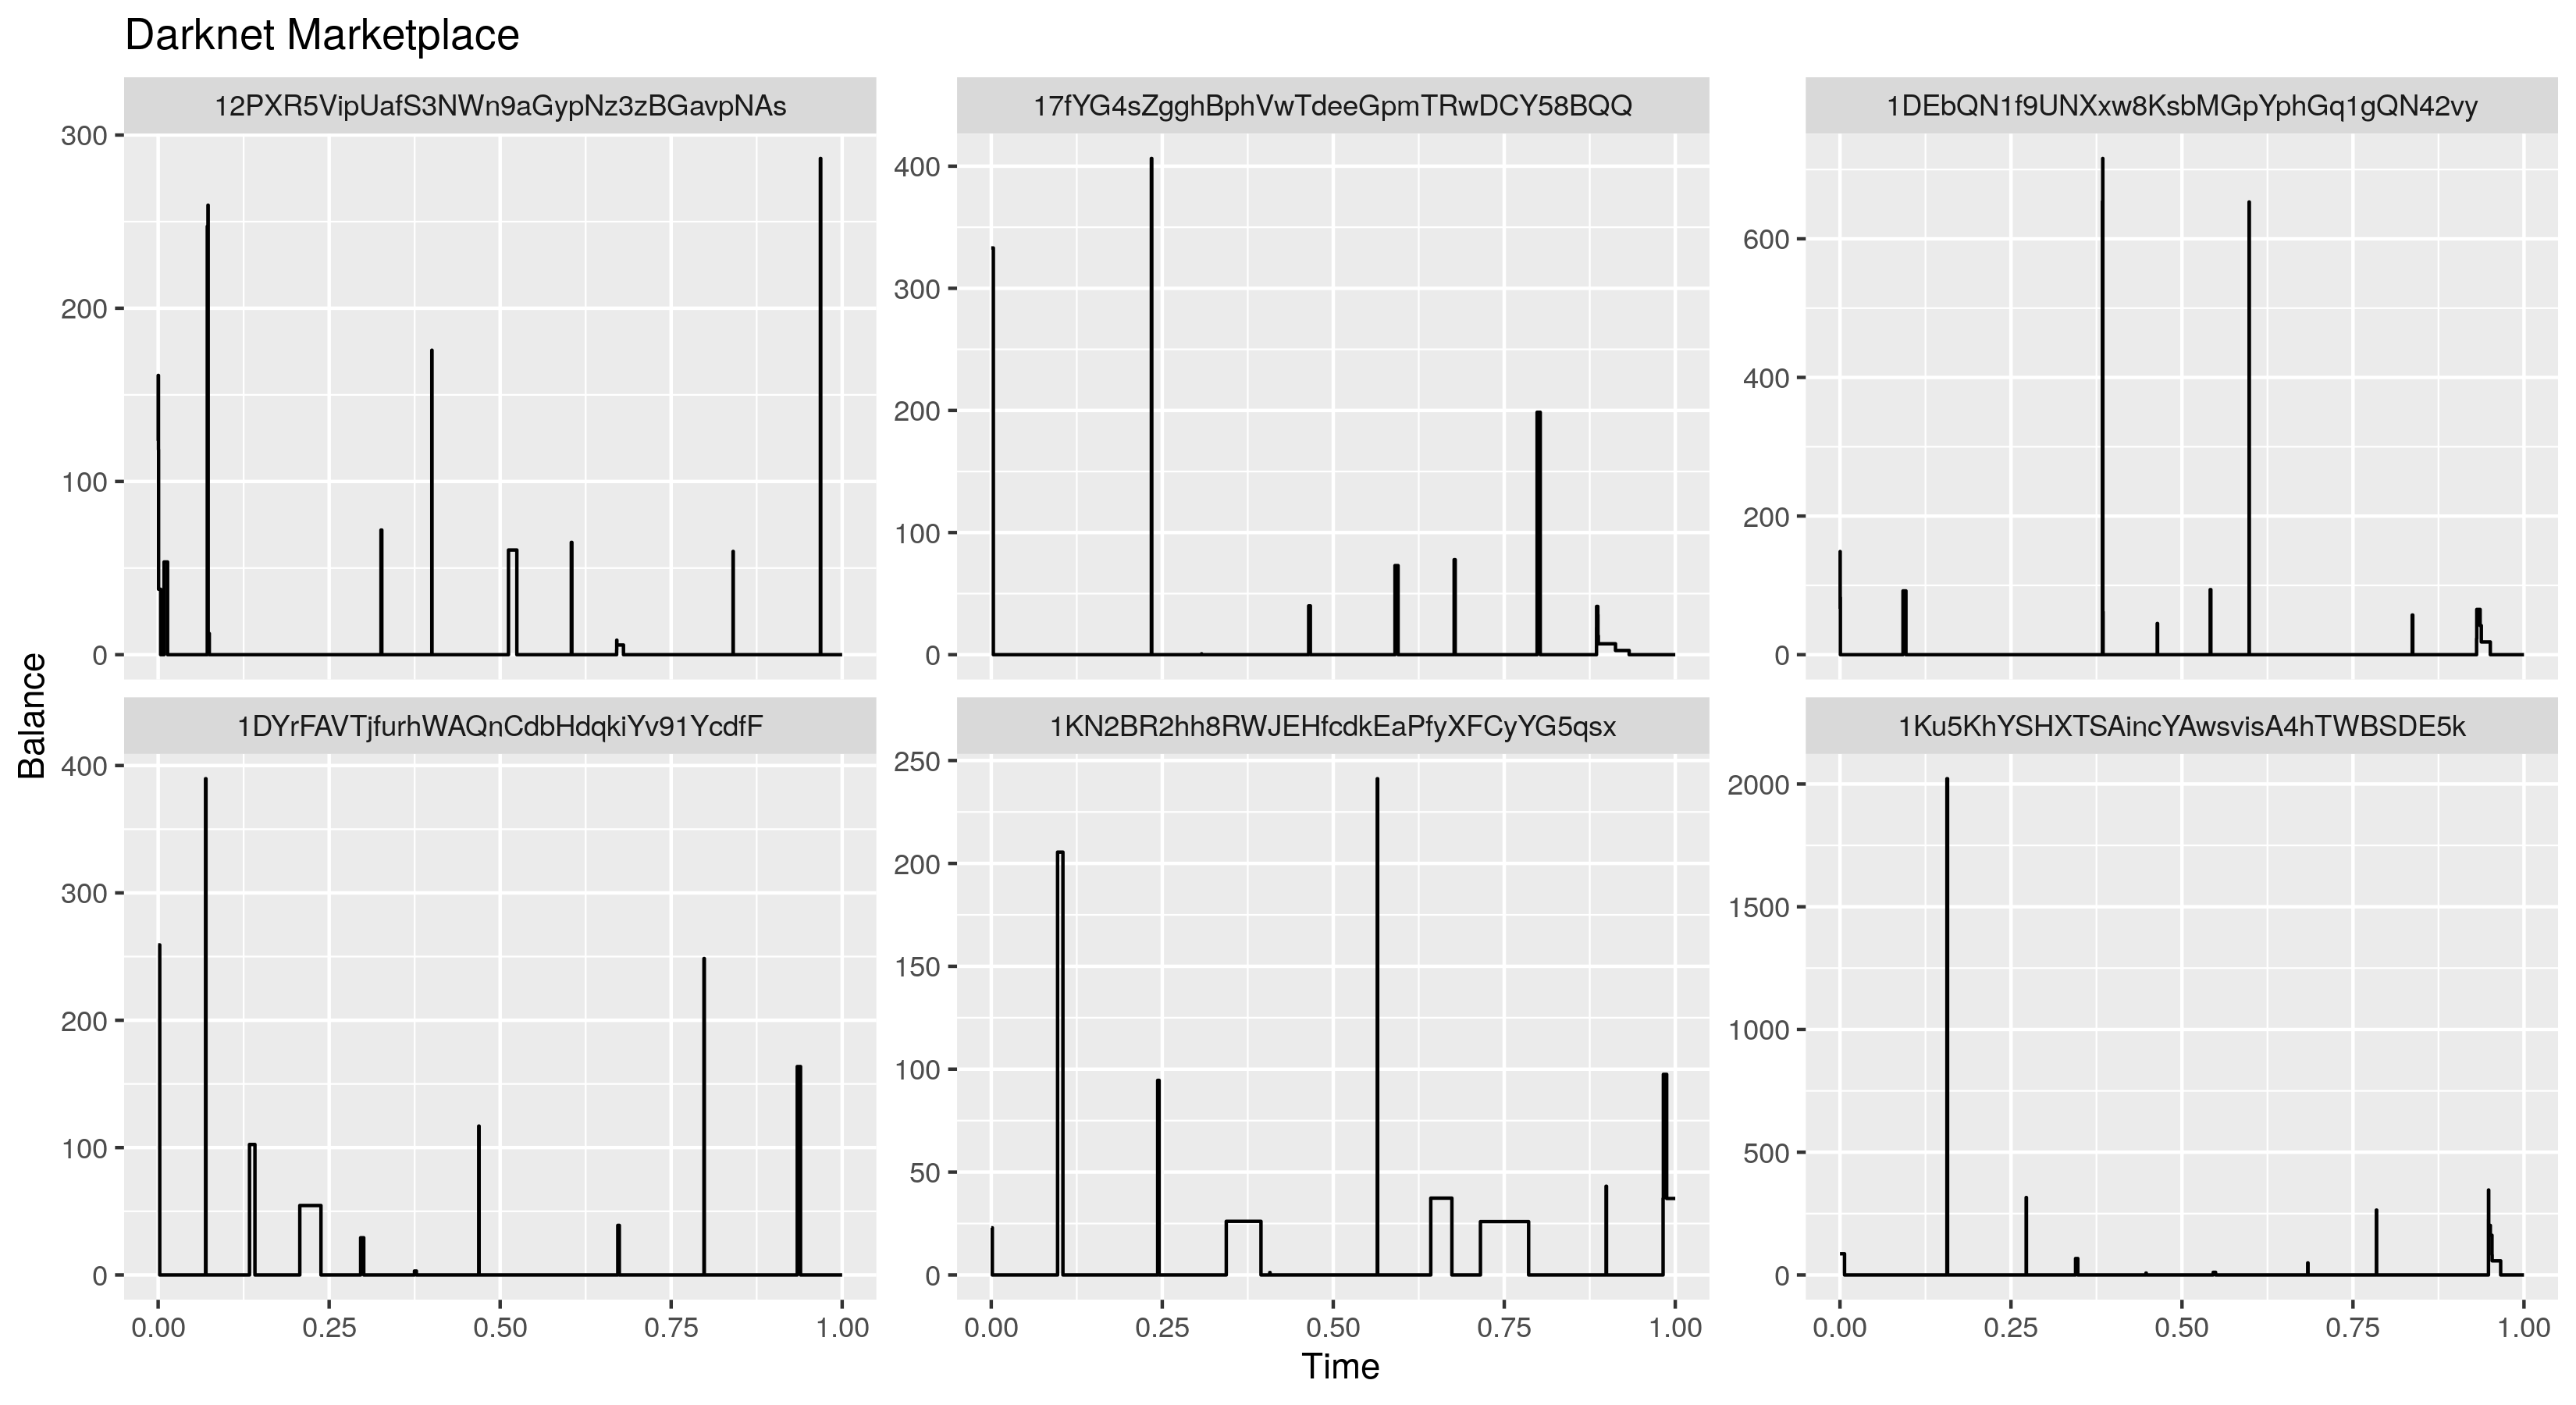 Darknet Marketplace
12PXR5VipUafS3NWn9aGypNz3zBGavpNAs
17fYG4sZgghBphVwTdeeGpmTRwDCY58BQQ
1DEbQN1f9UNXxw8KsbMGpYphGq1gQN42vy
300
200
100
0
400
300
200
100
0
600
400
200
0
Balance
1DYrFAVTjfurhWAQnCdbHdqkiYv91YcdfF
1KN2BR2hh8RWJEHfcdkEaPfyXFCyYG5qsx
1Ku5KhYSHXTSAincYAwsvisA4hTWBSDE5k
400
300
200
100
0
250
200
150
100
50
0
2000
1500
1000
500
0
0.00 0.25 0.50 0.75 1.00
0.00 0.25 0.50 0.75 1.00
0.00 0.25 0.50 0.75 1.00
Time